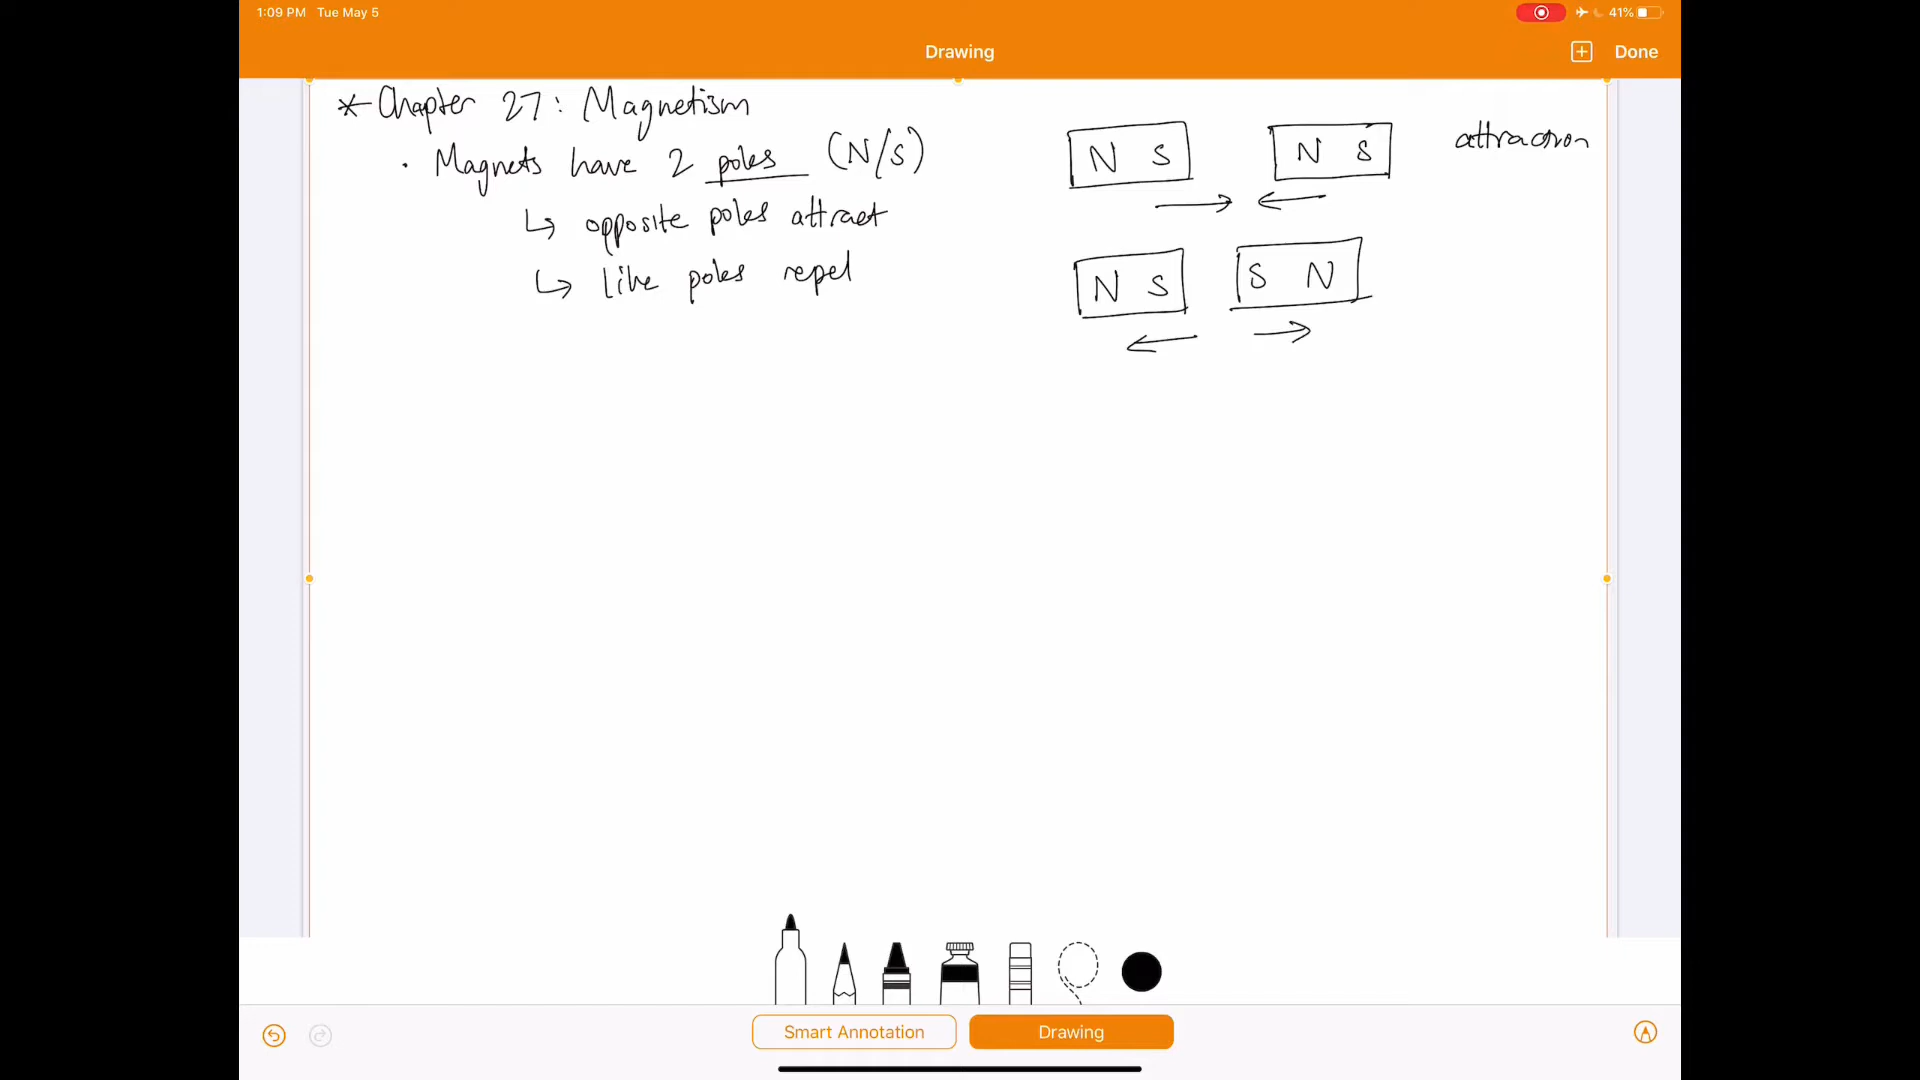 1:09 PM Tue May 5
41%
Drawing
Done
* Chapter 27: Magnetism
· Magnets have 2 poles (N/S)
↳ opposite poles attract
↳ like poles repel
N S N S attraction
N S S N
Smart Annotation
Drawing